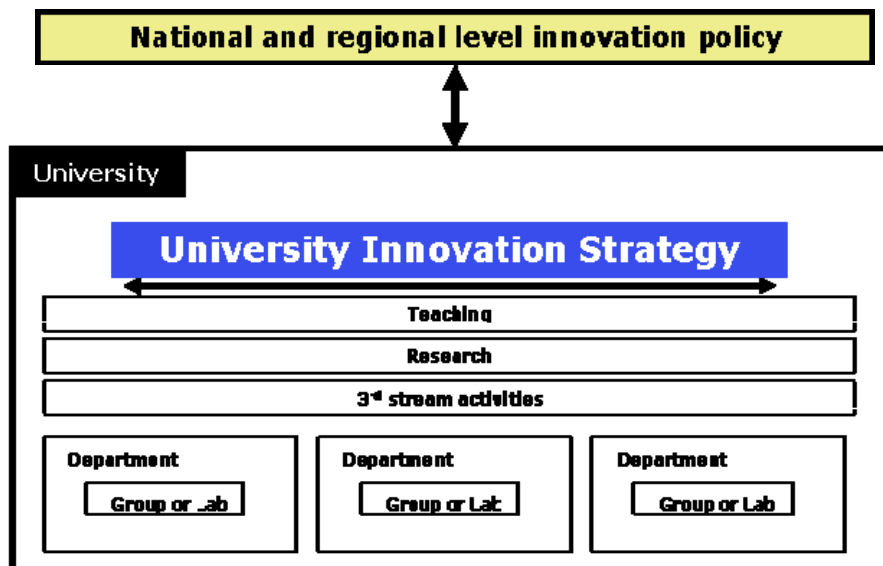 National and regional level innovation policy
University
University Innovation Strategy
Teaching
Research
3rd stream activities
Department Department Department
Group or Lab Group or Lab Group or Lab